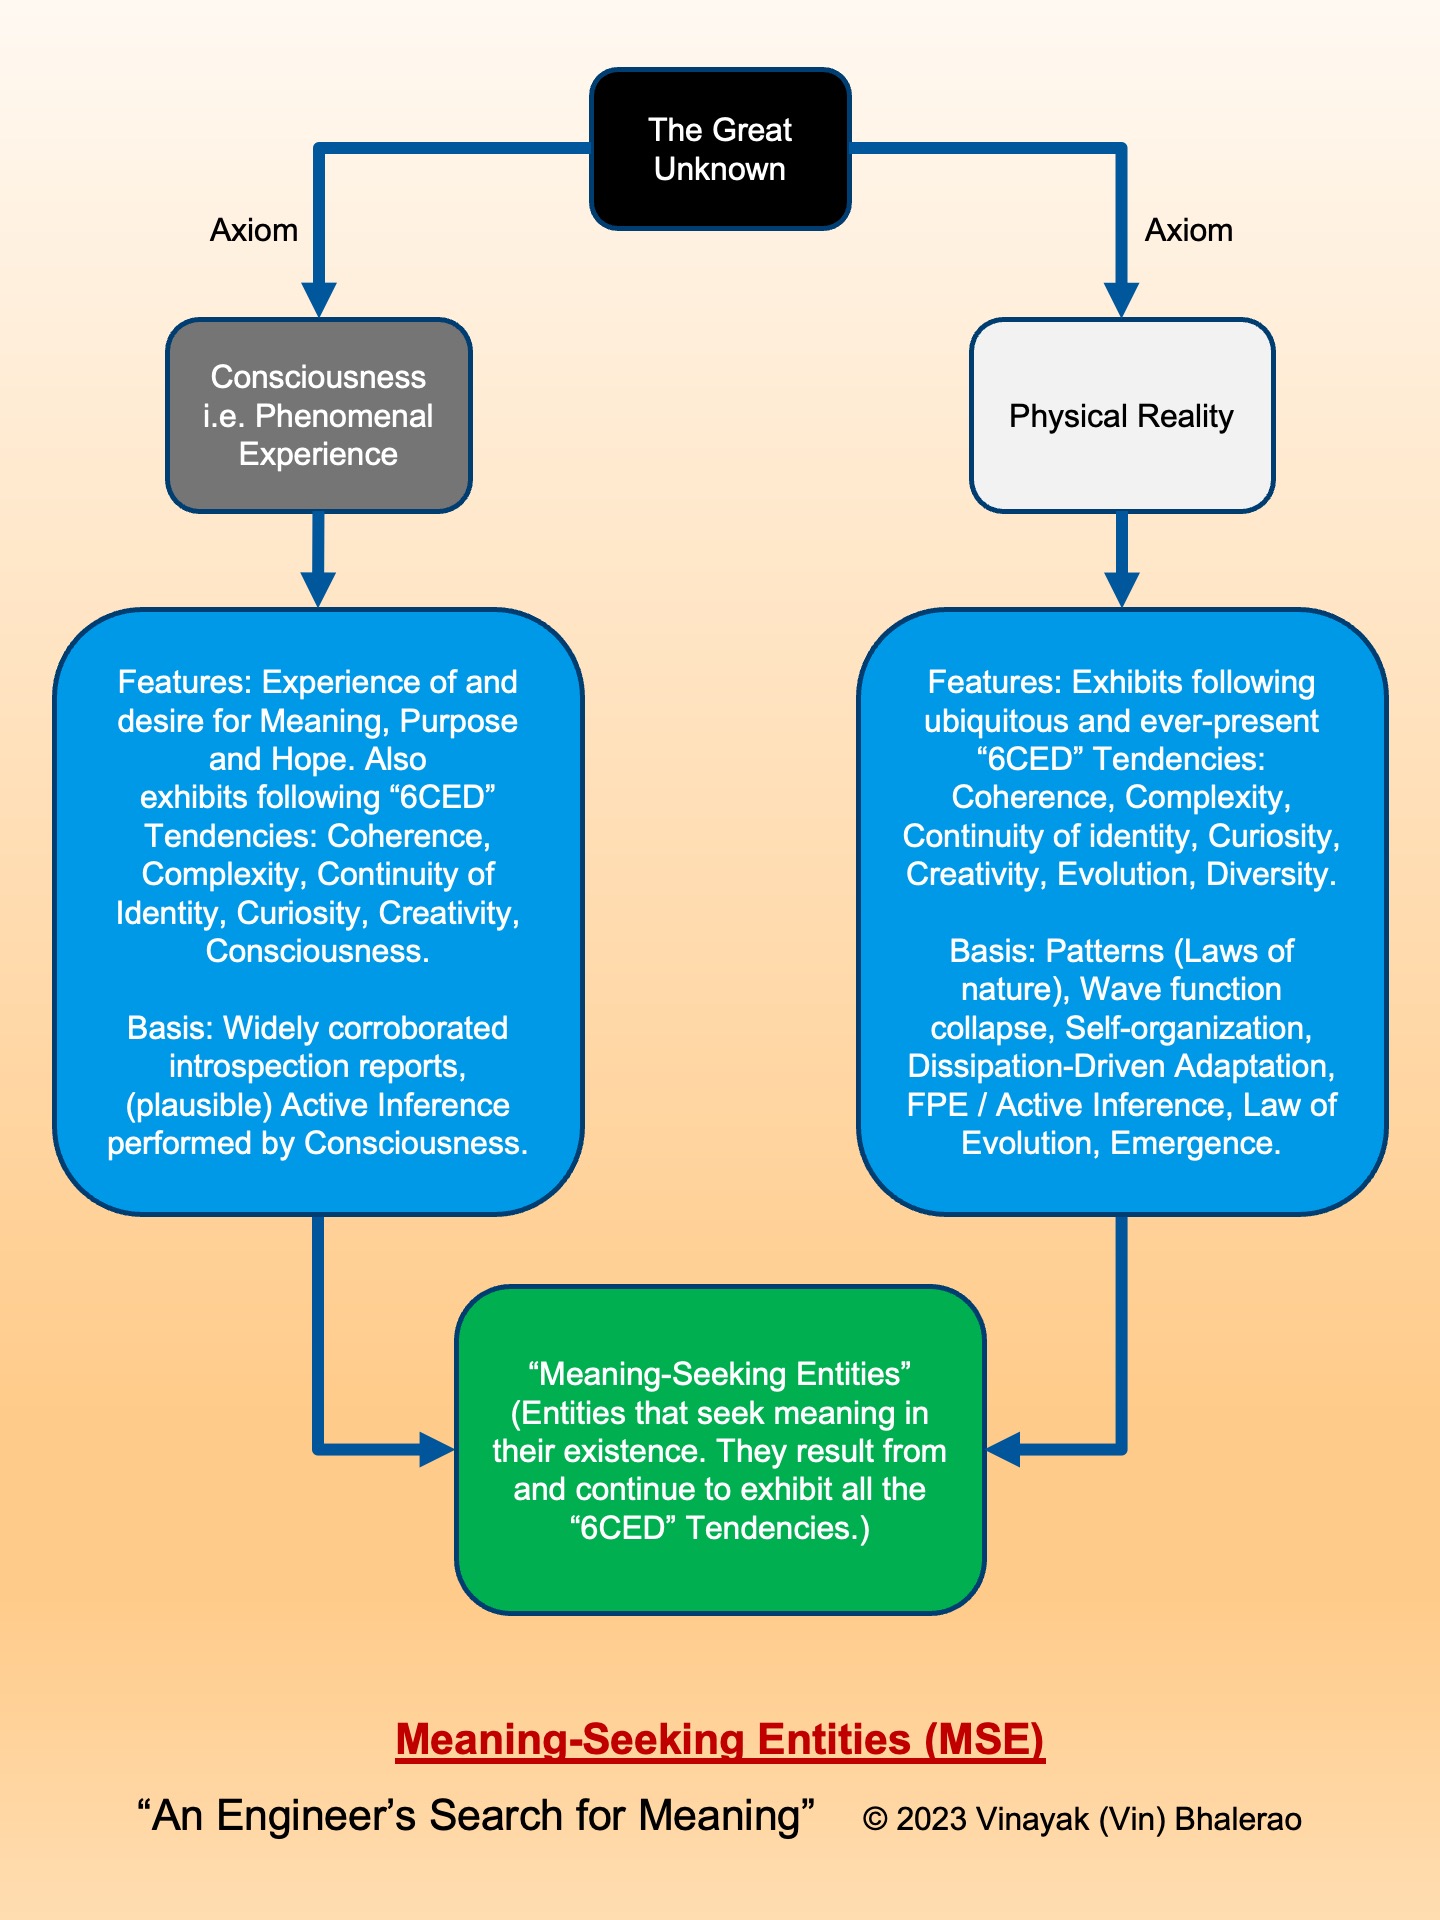 The Great
Unknown
Axiom
Axiom
Consciousness
i.e. Phenomenal
Experience
Physical Reality
Features: Experience of and
desire for Meaning, Purpose
and Hope. Also
exhibits following “6CED”
Tendencies: Coherence,
Complexity, Continuity of
Identity, Curiosity, Creativity,
Consciousness.
Basis: Widely corroborated
introspection reports,
(plausible) Active Inference
performed by Consciousness.
Features: Exhibits following
ubiquitous and ever-present
“6CED” Tendencies:
Coherence, Complexity,
Continuity of identity, Curiosity,
Creativity, Evolution, Diversity.
Basis: Patterns (Laws of
nature), Wave function
collapse, Self-organization,
Dissipation-Driven Adaptation,
FPE / Active Inference, Law of
Evolution, Emergence.
“Meaning-Seeking Entities”
(Entities that seek meaning in
their existence. They result from
and continue to exhibit all the
“6CED” Tendencies.)
Meaning-Seeking Entities (MSE)
“An Engineer’s Search for Meaning” © 2023 Vinayak (Vin) Bhalerao